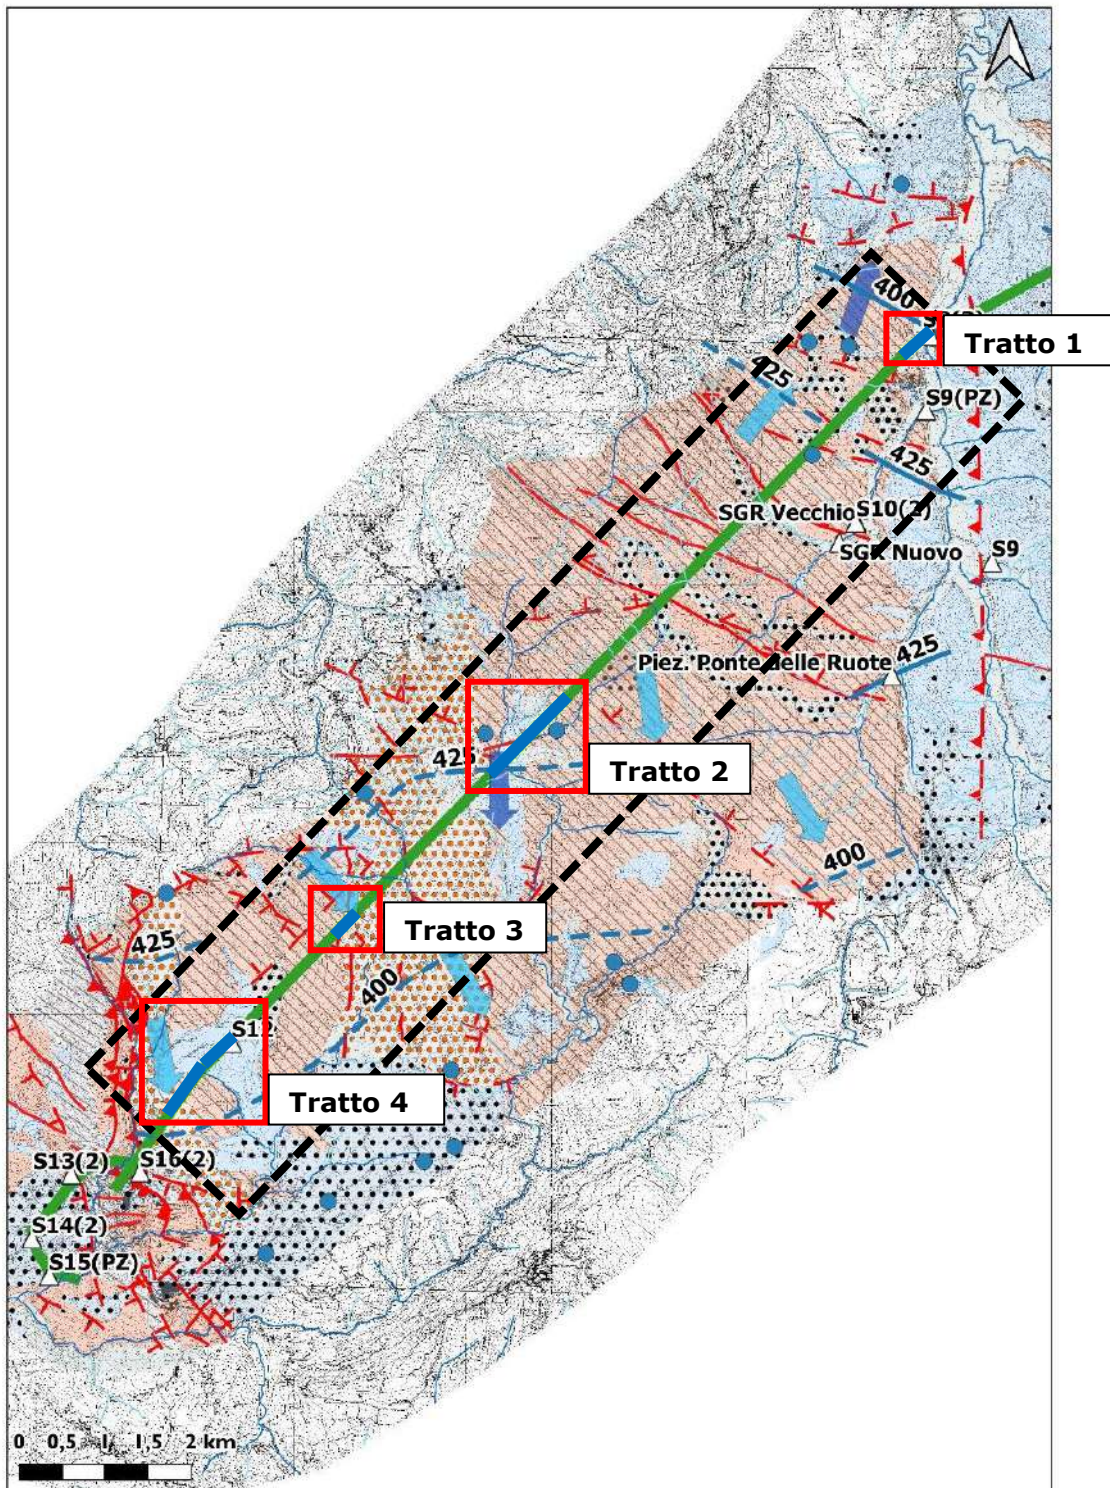 400
Tratto 1
425
S9(PZ)
425
SGR Vecchio
S10(2)
SGR Nuovo
S9
Piez. Ponte delle Ruote
425
425
Tratto 2
400
Tratto 3
425
400
S12
Tratto 4
S13(2)
S16(2)
S14(2)
S15(PZ)
0 0,5 1 1,5 2 km